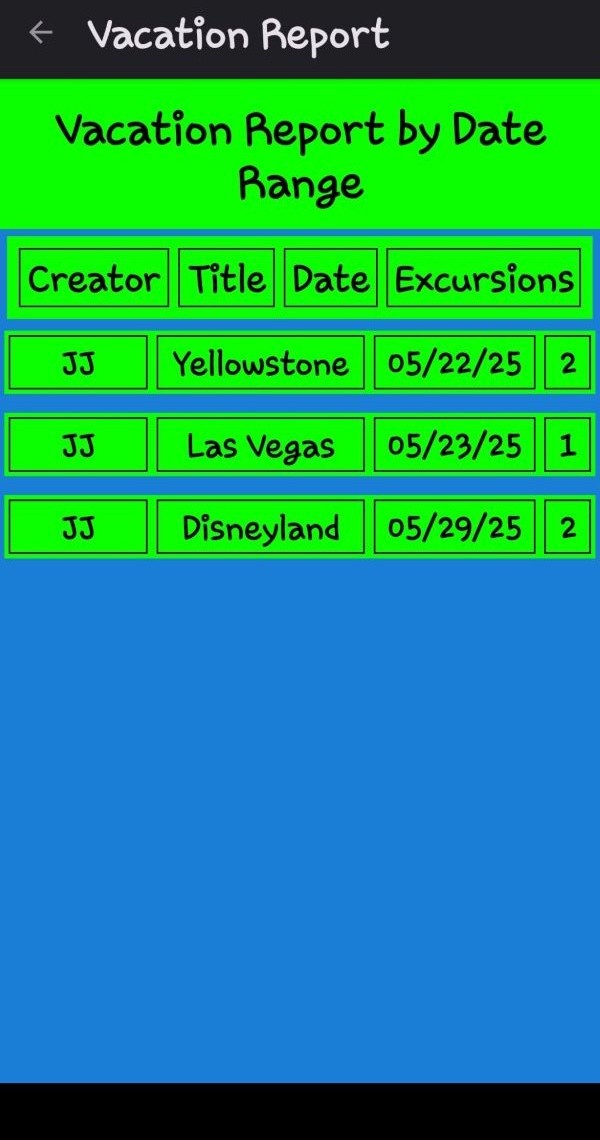 Vacation Report
Vacation Report by Date
Range
Creator Title Date Excursions
JJ Yellowstone 05/22/25 2
JJ Las Vegas 05/23/25 1
JJ Disneyland 05/29/25 2